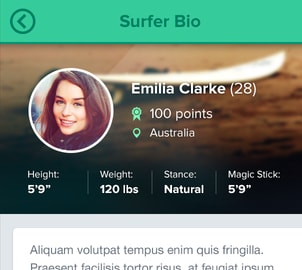 Surfer Bio
Emilia Clarke (28)
100 points
Australia
Height: Weight: Stance: Magic Stick:
5'9” 120 lbs Natural 5'9”
Aliquam volutpat tempus enim quis fringilla.
Praesent facilisis tortor risus, at feugiat ipsum